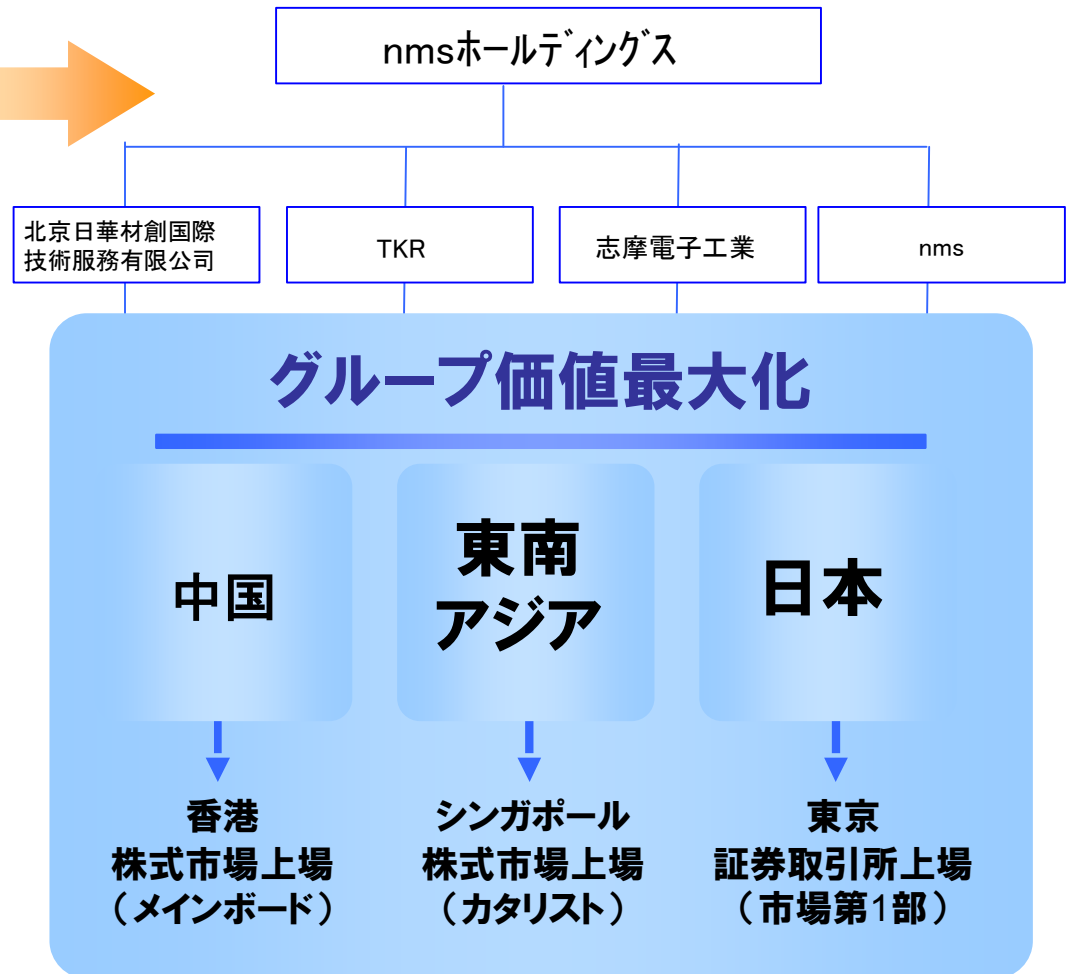 nmsホールディングス
北京日華材創国際
技術服務有限公司
TKR
志摩電子工業
nms
グループ価値最大化
中国
東南
アジア
日本
香港
株式市場上場
（メインボード）
シンガポール
株式市場上場
（カタリスト）
東京
証券取引所上場
（市場第1部）